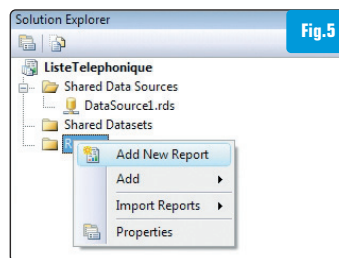 Solution Explorer
Fig.5
ListeTelephonique
Shared Data Sources
DataSource1.rds
Shared Datasets
Add New Report
Add
Import Reports
Properties